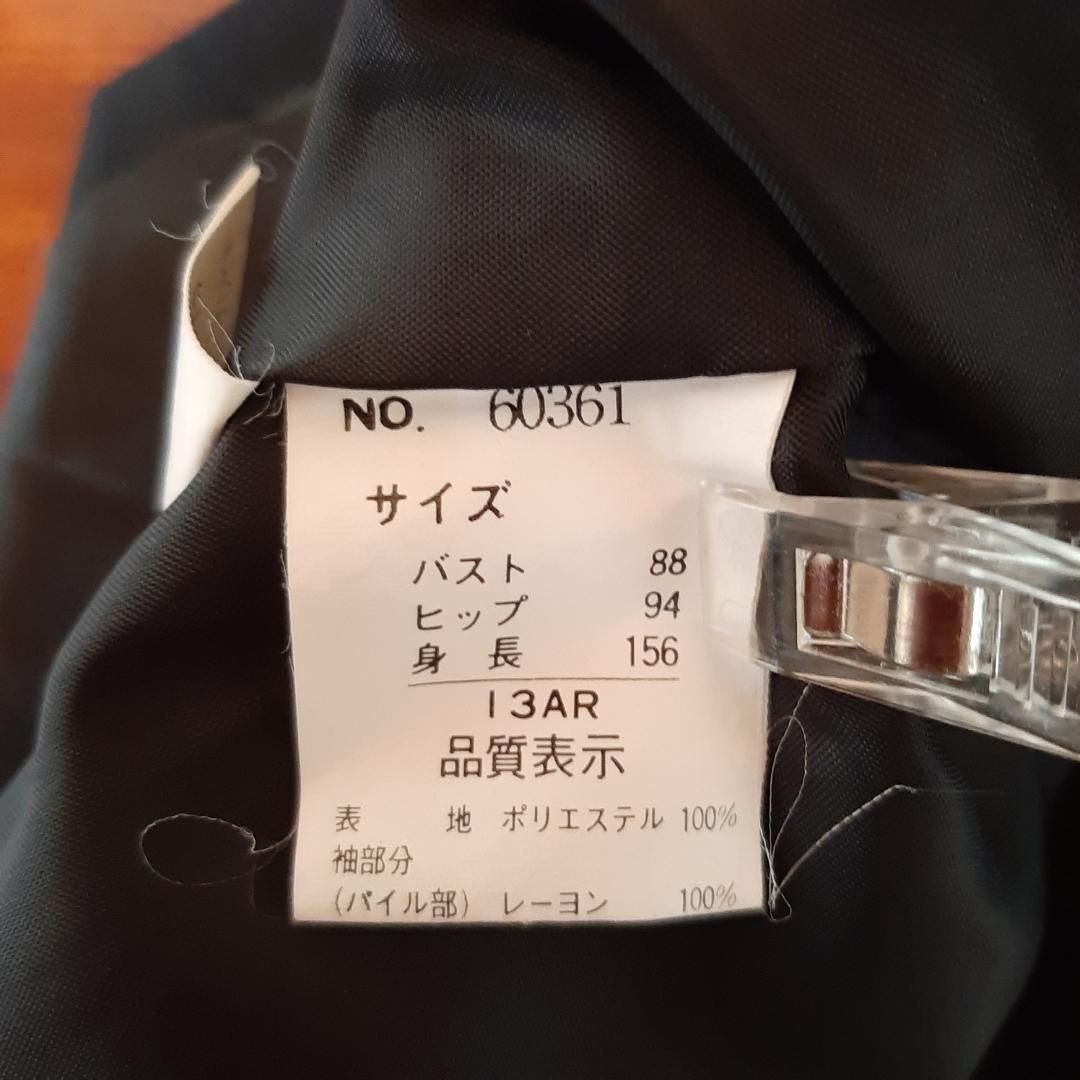 NO. 60361
サイズ
バスト 88
ヒップ 94
身長 156
13AR
品質表示
表地 ポリエステル 100%
袖部分
(パイル部) レーヨン 100%